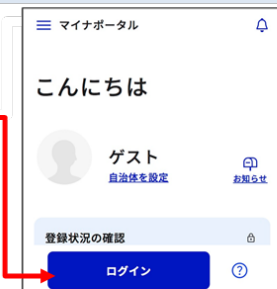 マイナポータル
こんにちは
ゲスト
自治体を設定
お知らせ
登録状況の確認
ログイン
?